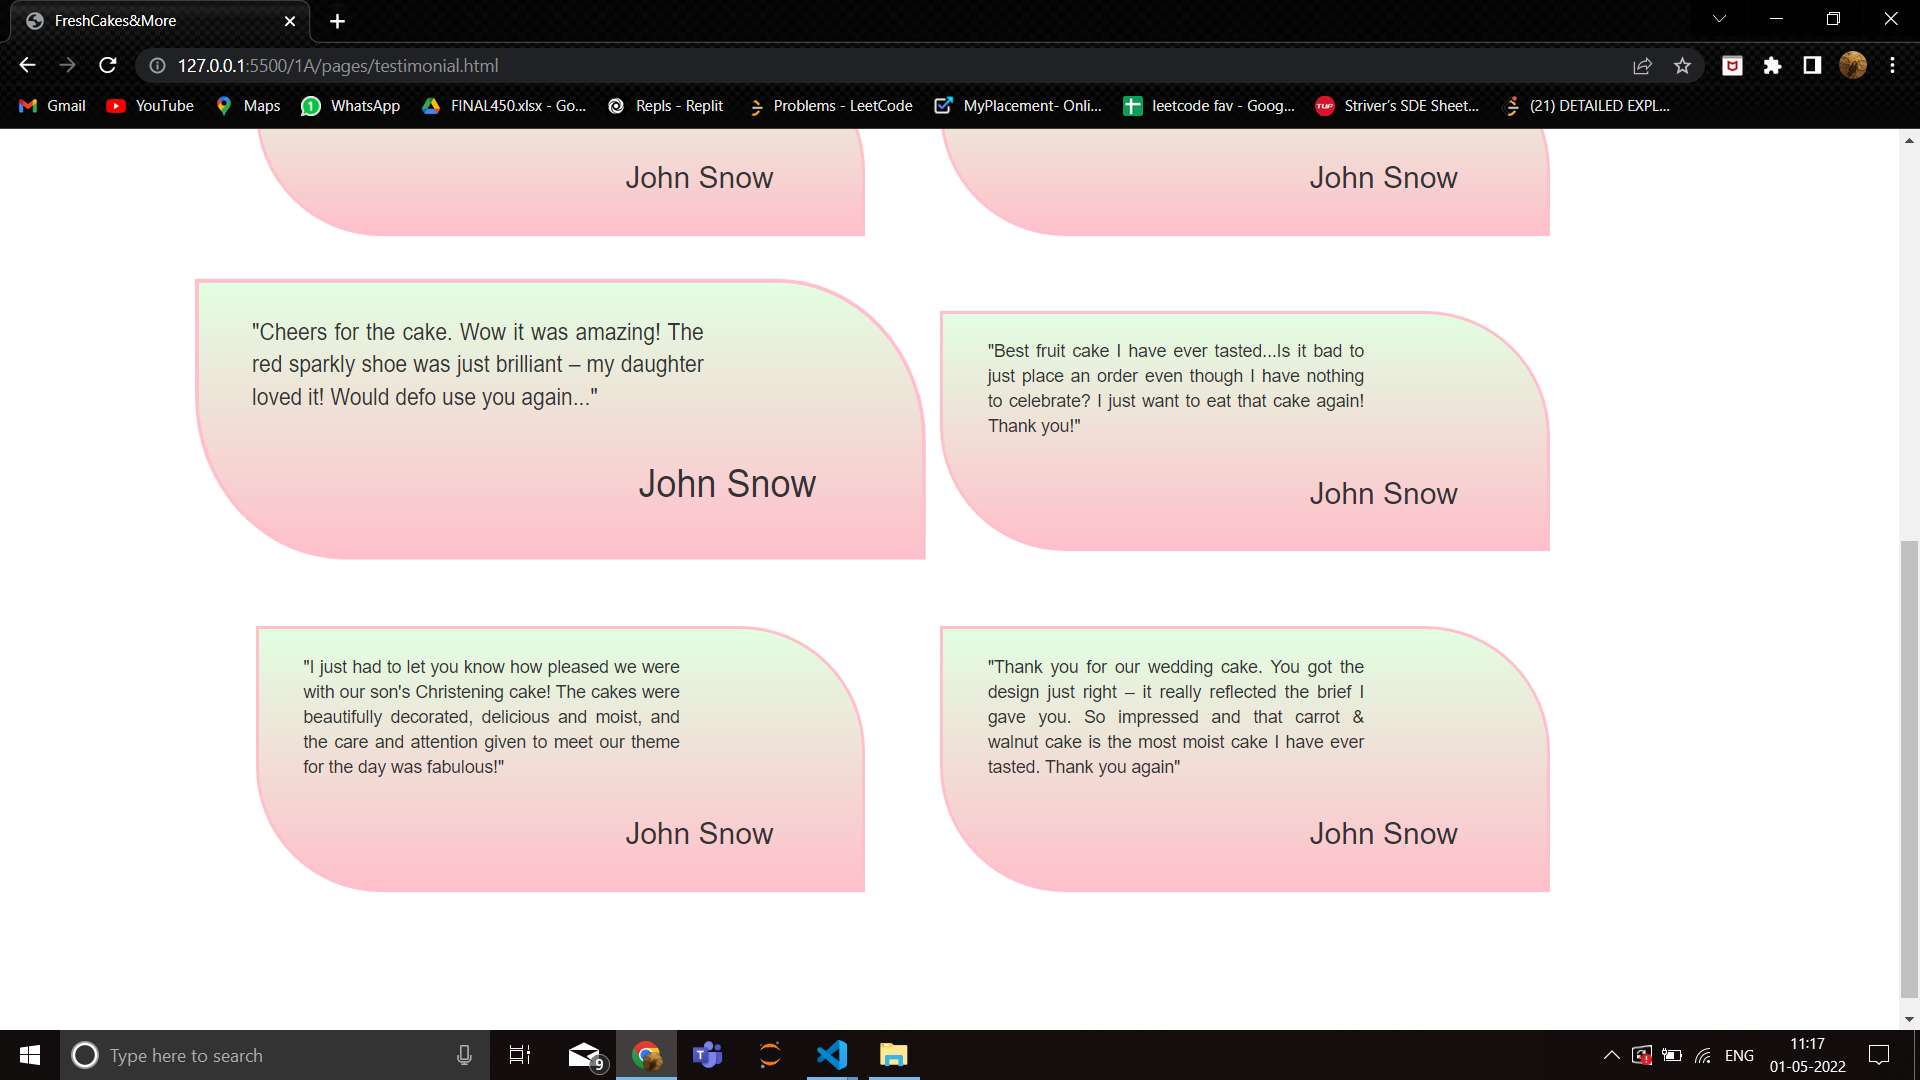 FreshCakes&More
127.0.0.1:5500/1A/pages/testimonial.html
Gmail YouTube Maps WhatsApp FINAL450.xlsx - Go... Repls - Replit Problems - LeetCode MyPlacement- Onli... leetcode fav - Goog... Striver's SDE Sheet... (21) DETAILED EXPL...
John Snow
John Snow
"Cheers for the cake. Wow it was amazing! The
red sparkly shoe was just brilliant – my daughter
loved it! Would defo use you again..."
John Snow
"Best fruit cake I have ever tasted...Is it bad to
just place an order even though I have nothing
to celebrate? I just want to eat that cake again!
Thank you!"
John Snow
"I just had to let you know how pleased we were
with our son's Christening cake! The cakes were
beautifully decorated, delicious and moist, and
the care and attention given to meet our theme
for the day was fabulous!"
John Snow
"Thank you for our wedding cake. You got the
design just right – it really reflected the brief I
gave you. So impressed and that carrot &
walnut cake is the most moist cake I have ever
tasted. Thank you again"
John Snow
Type here to search
9
ENG
11:17
01-05-2022